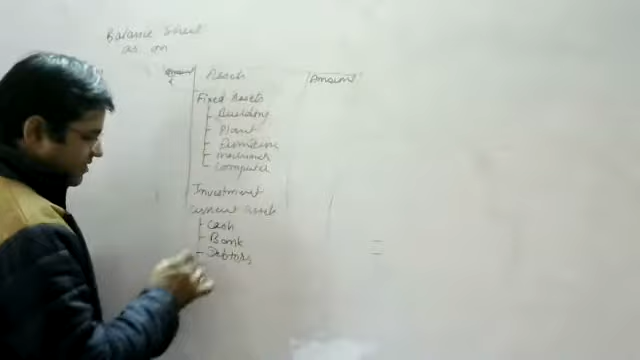 Balance Sheet
as on
Assets Amount
Fixed Assets
Building
Plant
Furniture
Machinery
Computer
Investment
Current Assets
Cash
Bank
Debtors